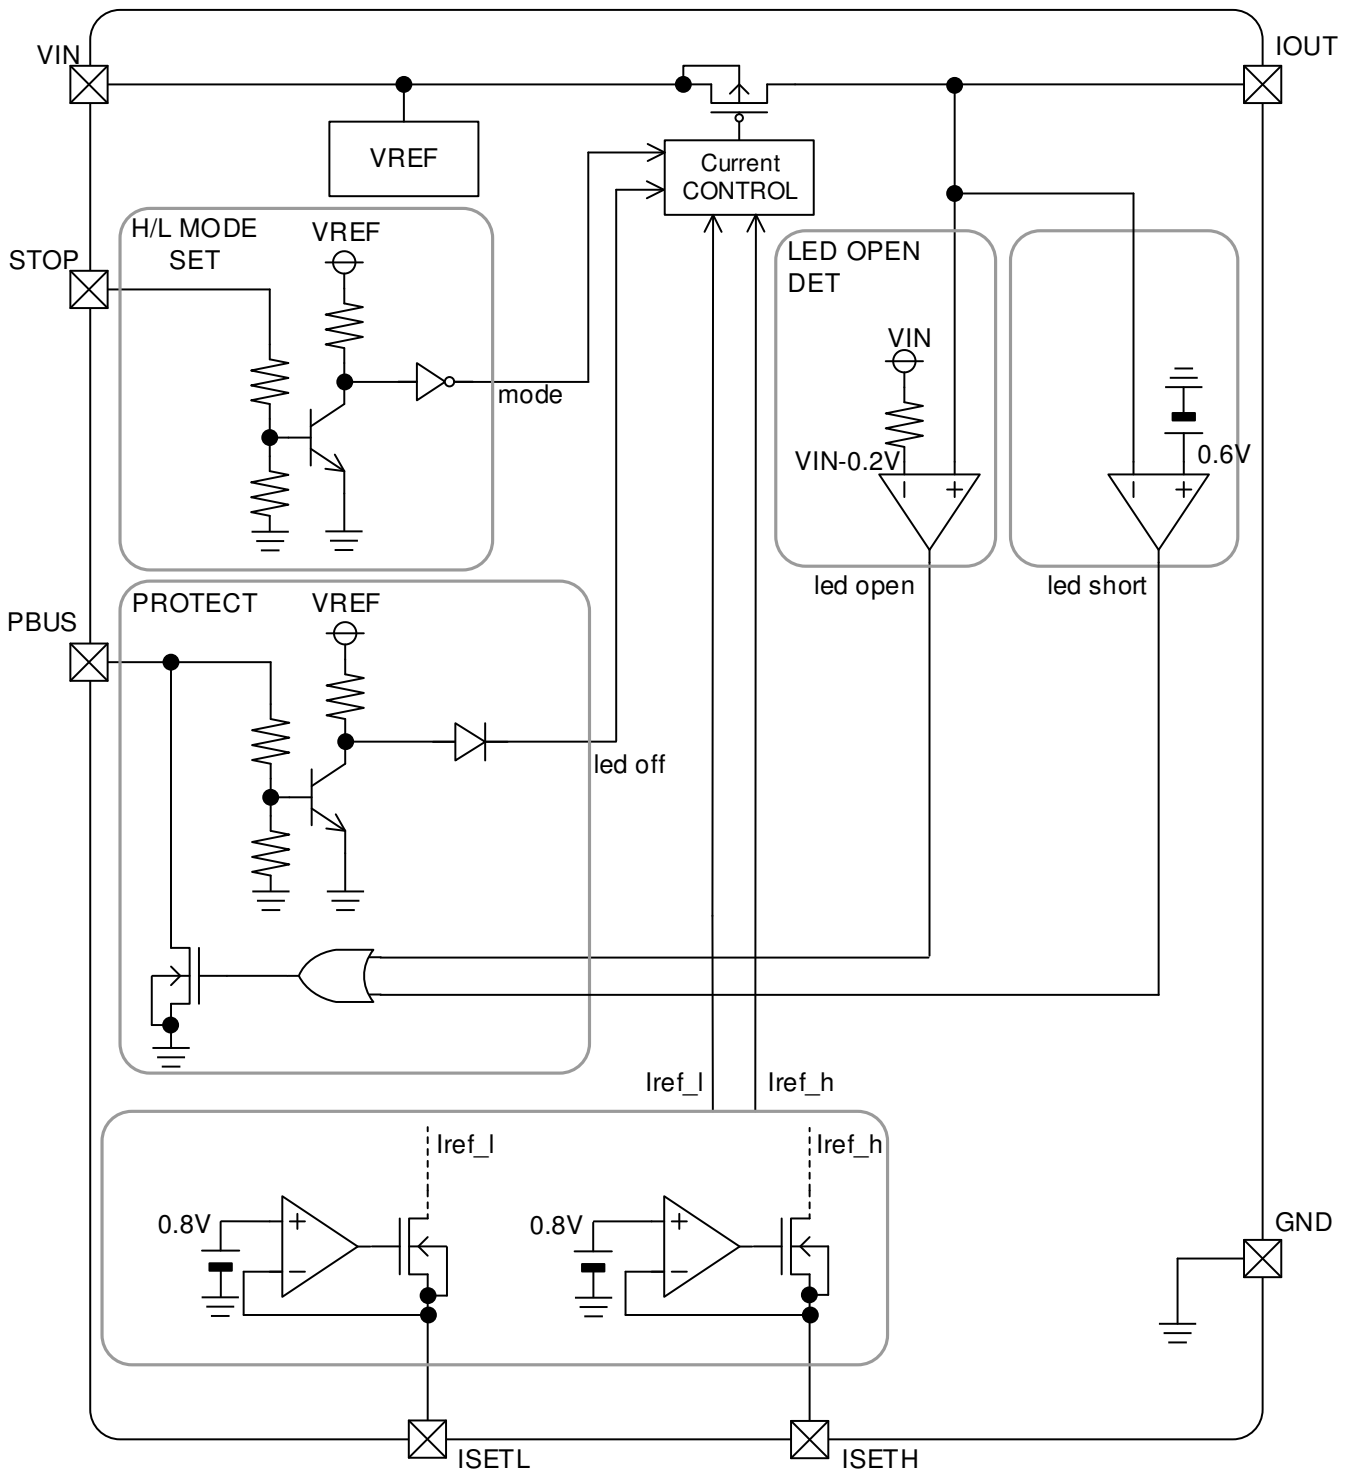 VIN
IOUT
VREF
Current
CONTROL
H/L MODE
SET
VREF
STOP
mode
LED OPEN
DET
VIN
VIN-0.2V
0.6V
− +
− +
led open
led short
PROTECT
VREF
PBUS
led off
Iref_l
Iref_h
Iref_l
Iref_h
0.8V
+
−
0.8V
+
−
GND
ISETL
ISETH